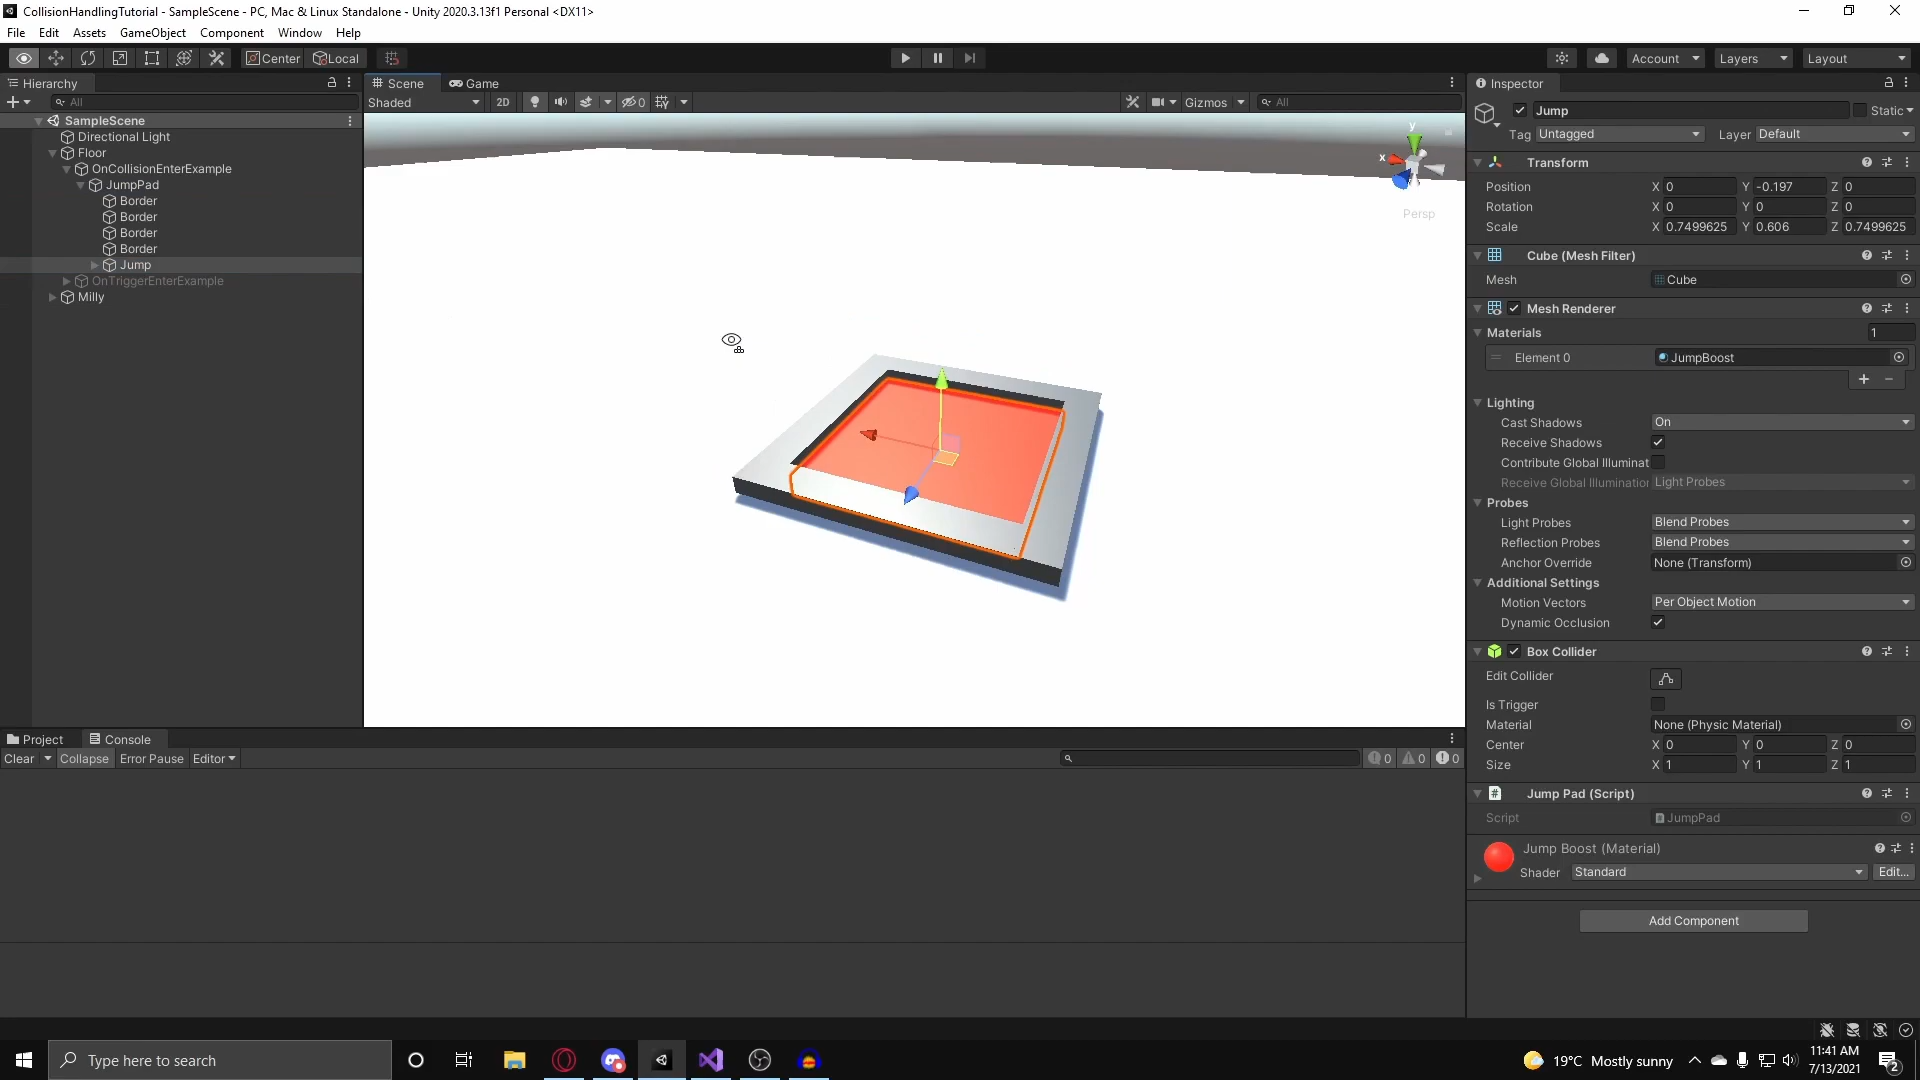 CollisionHandlingTutorial - SampleScene - PC, Mac & Linux Standalone - Unity 2020.3.13f1 Personal <DX11>
File Edit Assets GameObject Component Window Help
Center Local Account Layers Layout
Hierarchy
All
SampleScene
Directional Light
Floor
OnCollisionEnterExample
JumpPad
Border
Border
Border
Border
Jump
OnTriggerEnterExample
Milly
Scene Game
Shaded 2D 0 Gizmos All
y
x
Persp
Inspector
Jump Static
Tag Untagged Layer Default
Transform
Position X 0 Y -0.197 Z 0
Rotation X 0 Y 0 Z 0
Scale X 0.7499625 Y 0.606 Z 0.7499625
Cube (Mesh Filter)
Mesh Cube
Mesh Renderer
Materials 1
Element 0 JumpBoost
Lighting
Cast Shadows On
Receive Shadows
Contribute Global Illuminat
Receive Global Illumination Light Probes
Probes
Light Probes Blend Probes
Reflection Probes Blend Probes
Anchor Override None (Transform)
Additional Settings
Motion Vectors Per Object Motion
Dynamic Occlusion
Box Collider
Edit Collider
Is Trigger
Material None (Physic Material)
Center X 0 Y 0 Z 0
Size X 1 Y 1 Z 1
Jump Pad (Script)
Script JumpPad
Jump Boost (Material)
Shader Standard Edit...
Add Component
Project Console
Clear Collapse Error Pause Editor 0 0 0
Type here to search
19°C Mostly sunny
11:41 AM
7/13/2021
2